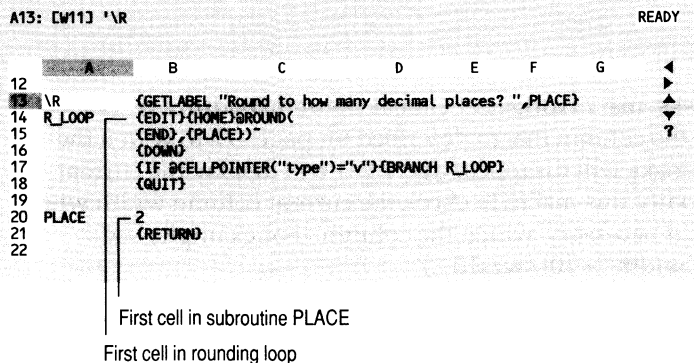 A13: [W11] '\R READY
A B C D E F G
12
13 \R {GETLABEL "Round to how many decimal places? ",PLACE}
14 R_LOOP {EDIT}{HOME}@ROUND(
15 {END},{PLACE})~
16 {DOWN}
17 {IF @CELLPOINTER("type")="v"}{BRANCH R_LOOP}
18 {QUIT}
19
20 PLACE 2
21 {RETURN}
22
?
First cell in subroutine PLACE
First cell in rounding loop